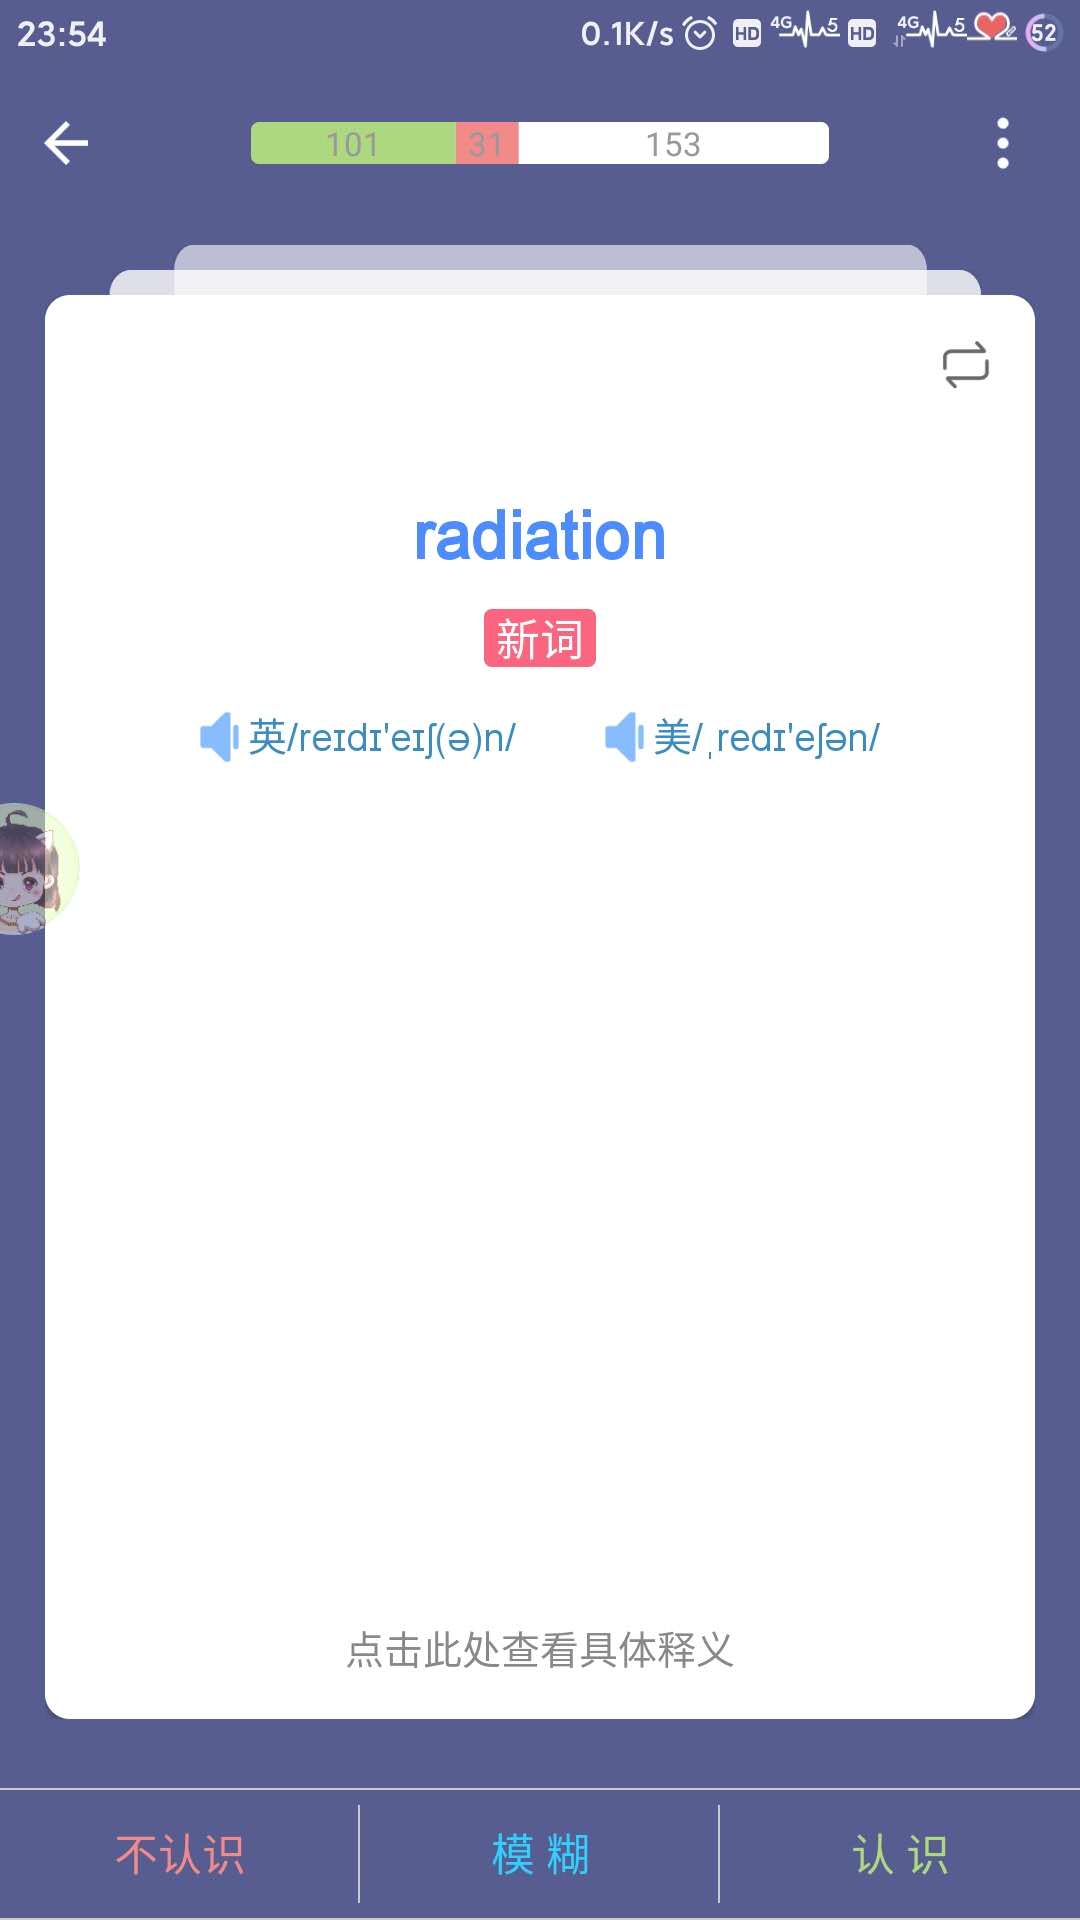 23:54 0.1K/s HD 4G 5 HD 4G 5 52
101 31 153
radiation
新词
英/reɪdɪ'eɪʃ(ə)n/ 美/ˌredɪ'eʃən/
点击此处查看具体释义
不认识 模 糊 认 识